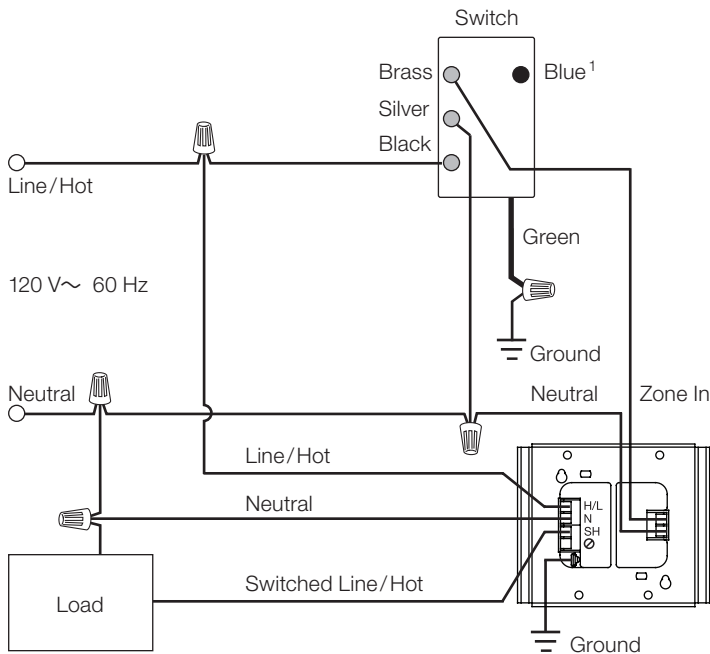 Switch
Brass
Blue1
Silver
Black
Line/Hot
Green
120 V~ 60 Hz
Ground
Neutral
Neutral
Zone In
Line/Hot
H/L
Neutral
N
SH
Switched Line/Hot
Load
Ground